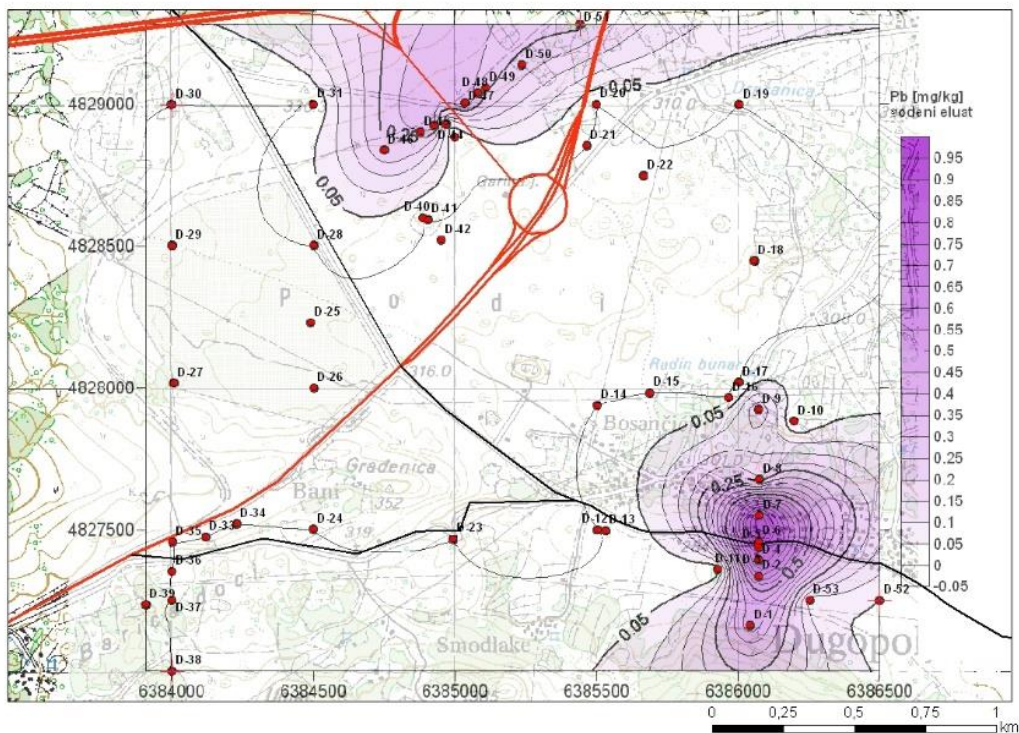 D-51
D-50
D-49
D-48
D-47
D-30
D-31
D-20
D-19
4829000
310.0
0.05
Pb [mg/kg]
vodeni eluat
0.25
D-21
D-22
0.05
D-40
D-41
D-42
D-29
D-28
D-18
4828500
P o d i
D-25
316.0
Radin bunar
D-27
D-26
4826000
D-14
D-15
D-17
D-16
D-9
D-10
0.05
0.95
0.9
0.85
0.8
0.75
0.7
0.65
0.6
0.55
0.5
0.45
0.4
0.35
0.3
0.25
0.2
0.15
0.1
0.05
0
-0.05
Gradenica
352
Bani
319
D-8
0.25
D-7
D-34
D-33
D-24
D-23
D-12
D-13
4827500
D-35
D-36
D-4
D-2
D-11
0.5
D-39
D-37
D-53
D-52
D-1
0.05
Smodlake
Dugopo
D-38
6384000
6384500
6385000
6385500
6386000
6386500
0
0,25
0,5
0,75
1
km